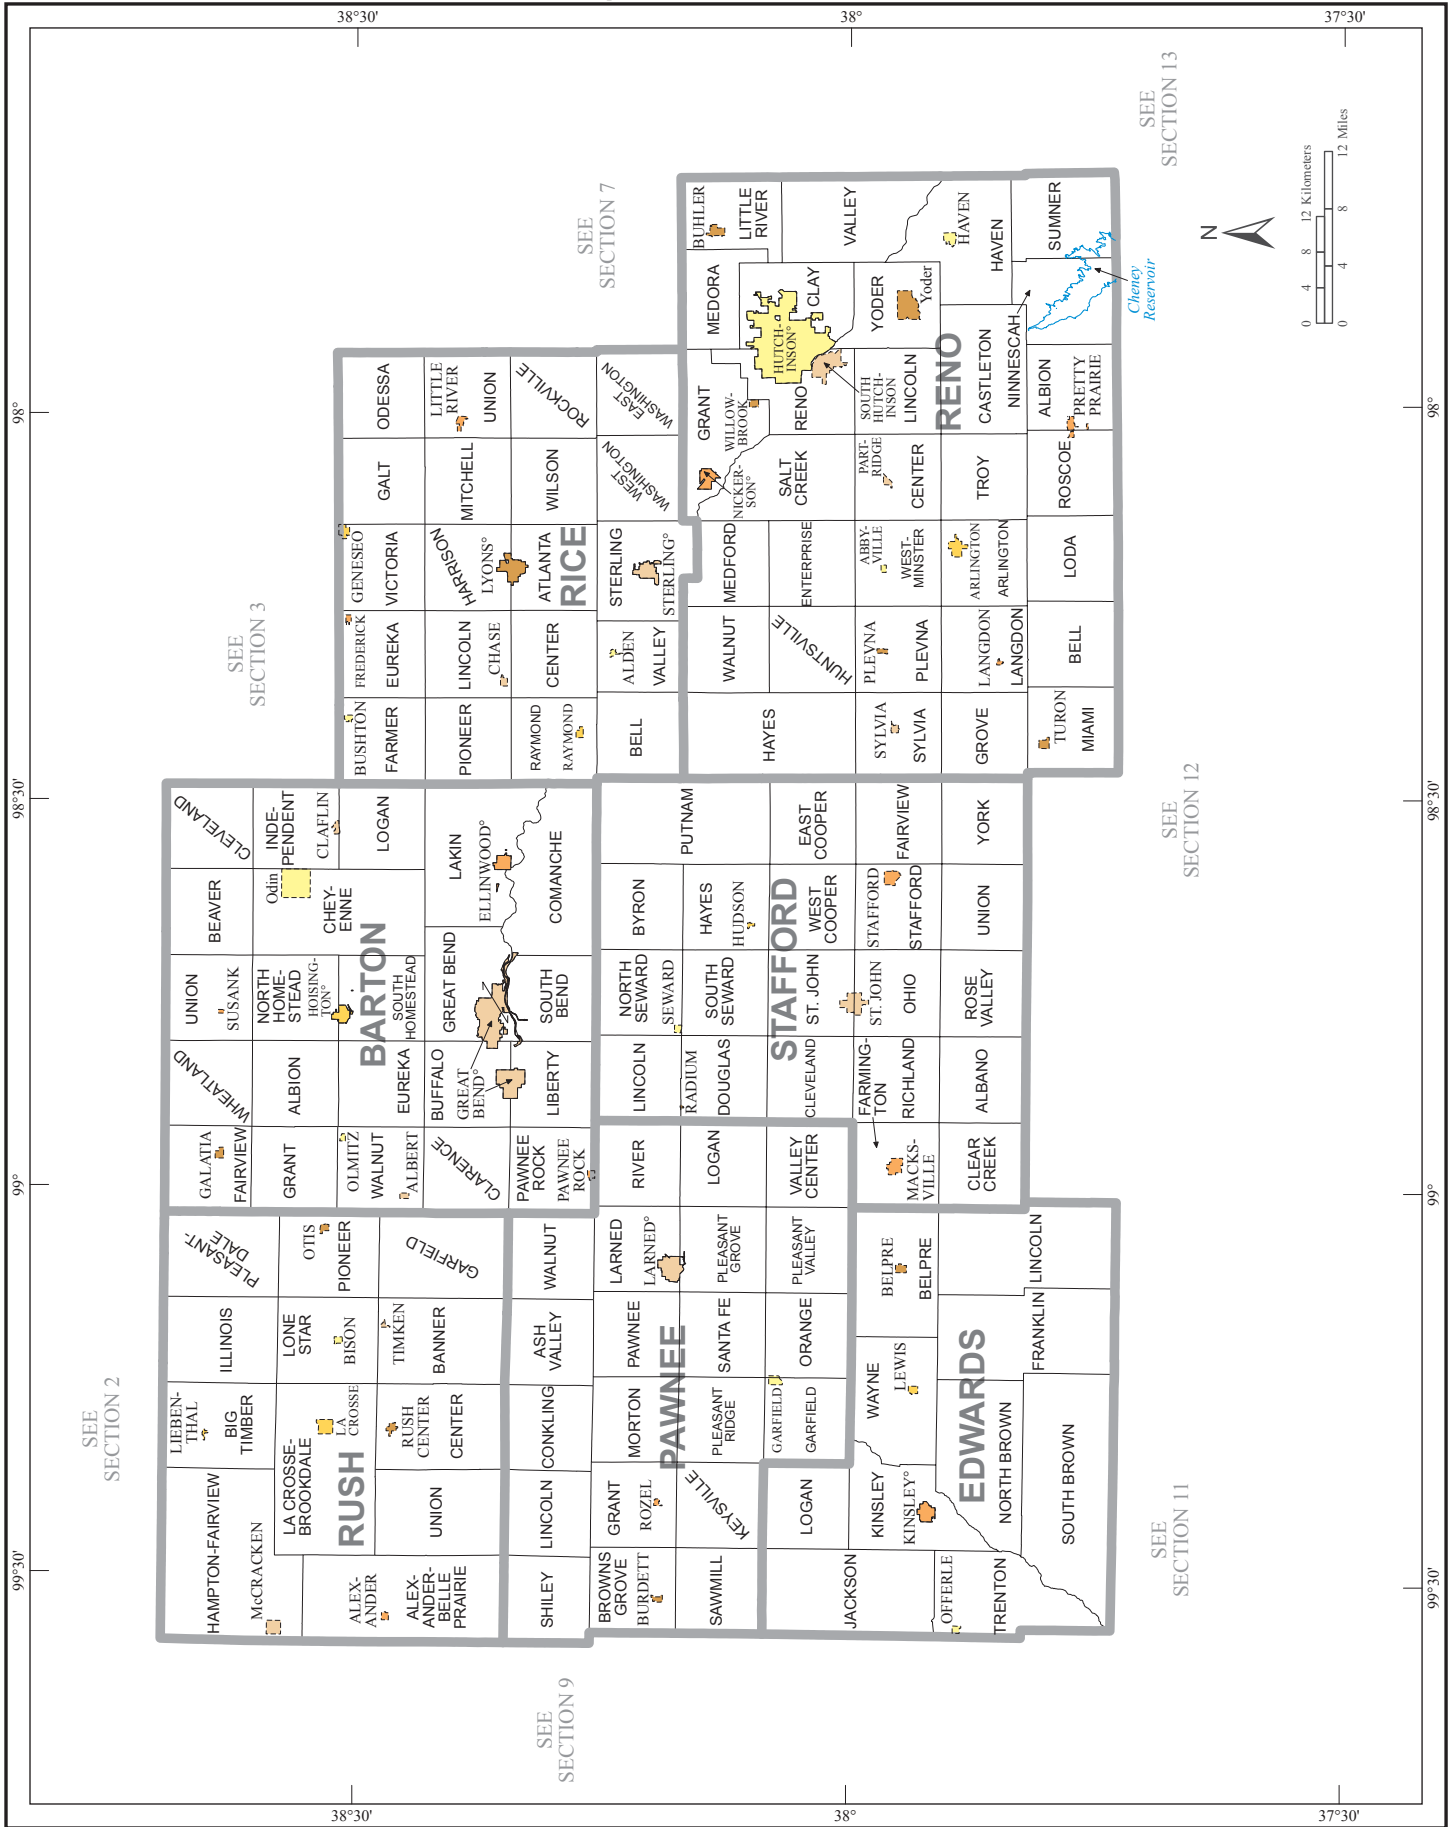 99°30'
99°
98°30'
98°
SEE
SECTION 2
SEE
SECTION 3
SEE
SECTION 7
SEE
SECTION 9
SEE
SECTION 11
SEE
SECTION 12
SEE
SECTION 13
38°30'
38°
37°30'
38°30'
38°
37°30'
99°30'
99°
98°30'
98°
RUSH
HAMPTON-FAIRVIEW
McCRACKEN
LIEBEN-
THAL
BIG
TIMBER
ILLINOIS
PLEASANT-
DALE
LA CROSSE-
BROOKDALE
LA
CROSSE
LONE
STAR
BISON
OTIS
PIONEER
ALEX-
ANDER
ALEX-
ANDER-
BELLE
PRAIRIE
UNION
RUSH
CENTER
CENTER
TIMKEN
BANNER
GARFIELD
BARTON
GALATIA
FAIRVIEW
WHEATLAND
UNION
SUSANK
BEAVER
CLEVELAND
GRANT
ALBION
NORTH
HOME-
STEAD
HOISING-
TON°
Odin
CHEY-
ENNE
INDE-
PENDENT
CLAFLIN
OLMITZ
WALNUT
ALBERT
EUREKA
SOUTH
HOMESTEAD
LOGAN
CLARENCE
BUFFALO
GREAT
BEND°
GREAT BEND
LAKIN
ELLINWOOD°
PAWNEE
ROCK
PAWNEE
ROCK
LIBERTY
SOUTH
BEND
COMANCHE
RICE
BUSHTON
FARMER
FREDERICK
EUREKA
GENESEO
VICTORIA
GALT
ODESSA
PIONEER
LINCOLN
CHASE
HARRISON
LYONS°
MITCHELL
LITTLE
RIVER
UNION
RAYMOND
RAYMOND
CENTER
ATLANTA
WILSON
ROCKVILLE
BELL
ALDEN
VALLEY
STERLING
STERLING°
WEST
WASHINGTON
EAST
WASHINGTON
PAWNEE
SHILEY
LINCOLN
CONKLING
ASH
VALLEY
WALNUT
BROWNS
GROVE
BURDETT
GRANT
ROZEL
MORTON
PAWNEE
LARNED
LARNED°
RIVER
SAWMILL
KEYSVILLE
PLEASANT
RIDGE
SANTA FE
PLEASANT
GROVE
LOGAN
GARFIELD
GARFIELD
ORANGE
PLEASANT
VALLEY
VALLEY
CENTER
STAFFORD
LINCOLN
NORTH
SEWARD
SEWARD
BYRON
PUTNAM
RADIUM
DOUGLAS
SOUTH
SEWARD
HAYES
HUDSON
CLEVELAND
ST. JOHN
WEST
COOPER
EAST
COOPER
FARMING-
TON
MACKS-
VILLE
RICHLAND
ST. JOHN
OHIO
STAFFORD
STAFFORD
FAIRVIEW
CLEAR
CREEK
ALBANO
ROSE
VALLEY
UNION
YORK
EDWARDS
JACKSON
LOGAN
KINSLEY
KINSLEY°
WAYNE
LEWIS
BELPRE
BELPRE
OFFERLE
TRENTON
NORTH BROWN
SOUTH BROWN
FRANKLIN
LINCOLN
RENO
HAYES
WALNUT
MEDFORD
NICKER-
SON°
GRANT
WILLOW-
BROOK
MEDORA
BUHLER
LITTLE
RIVER
HUNTSVILLE
ENTERPRISE
SALT
CREEK
RENO
HUTCH-
INSON°
CLAY
VALLEY
SYLVIA
SYLVIA
PLEVNA
PLEVNA
ABBY-
VILLE
WEST-
MINSTER
PART-
RIDGE
CENTER
SOUTH
HUTCH-
INSON
LINCOLN
YODER
Yoder
HAVEN
HAVEN
GROVE
LANGDON
LANGDON
ARLINGTON
ARLINGTON
TROY
CASTLETON
NINNESCAH
TURON
MIAMI
BELL
LODA
ROSCOE
ALBION
PRETTY
PRAIRIE
SUMNER
Cheney
Reservoir
N
0 4 8 12 Kilometers
0 4 8 12 Miles